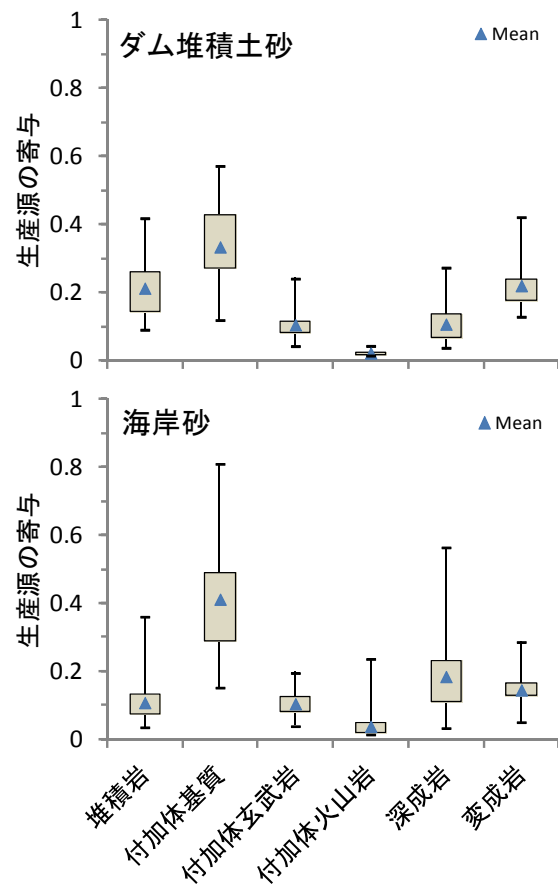 1
ダム堆積土砂
Mean
0.8
0.6
0.4
0.2
0
生産源の寄与
1
海岸砂
Mean
0.8
0.6
0.4
0.2
0
生産源の寄与
堆積岩
付加体基質
付加体玄武岩
付加体火山岩
深成岩
変成岩